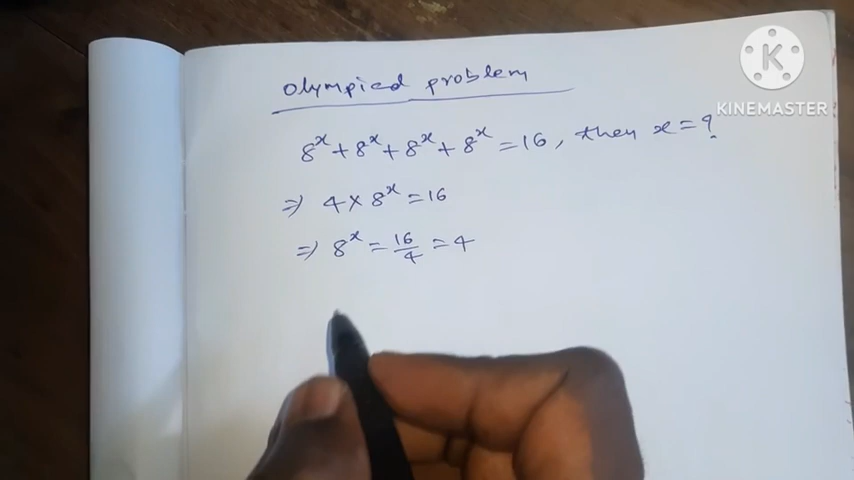 KINEMASTER
Olympiad problem
8^x + 8^x + 8^x + 8^x = 16, then x = ?
⇒ 4 × 8^x = 16
⇒ 8^x = 16/4 = 4